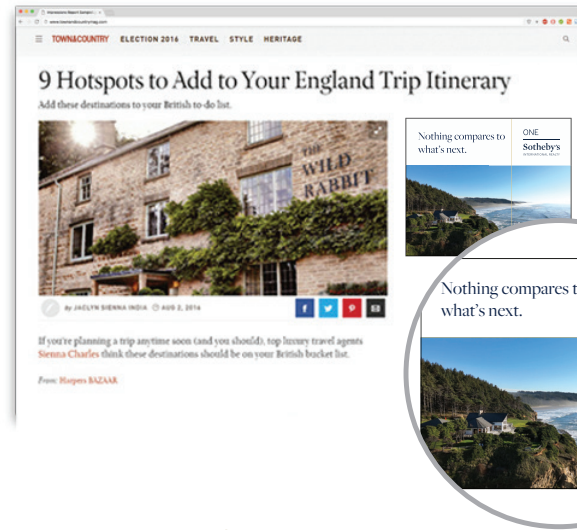 www.townandcountrymag.com
TOWN&COUNTRY ELECTION 2016 TRAVEL STYLE HERITAGE
9 Hotspots to Add to Your England Trip Itinerary
Add these destinations to your British to-do list.
THE
WILD
RABBIT
by JACLYN SIENNA INDIA AUG 2, 2016
If you're planning a trip anytime soon (and you should), top luxury travel agents
Sienna Charles think these destinations should be on your British bucket list.
From: Harpers BAZAAR
Nothing compares to
what's next.
ONE
Sotheby's
INTERNATIONAL REALTY
Nothing compares t
what's next.